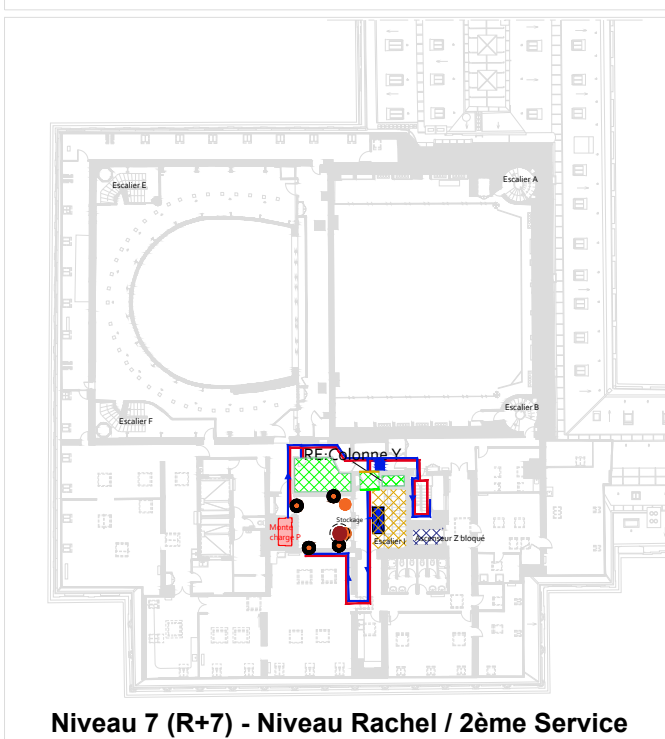 Escalier E
Escalier A
Escalier F
Escalier B
RE:Colonne Y
Stockage
Monte
charge P
Escalier I
Ascenseur Z bloqué
Niveau 7 (R+7) - Niveau Rachel / 2ème Service